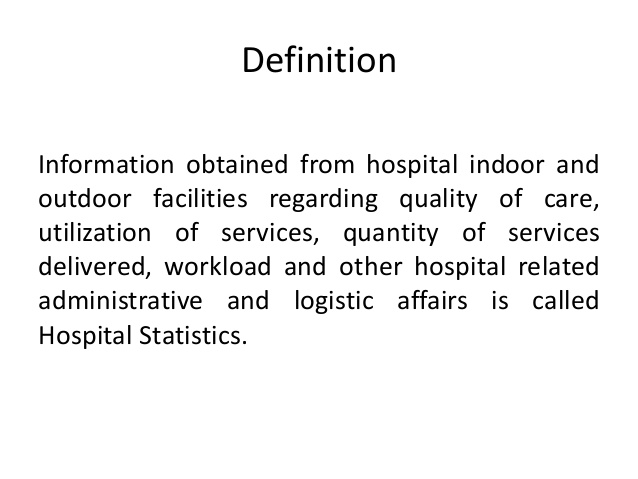 Definition
Information obtained from hospital indoor and
outdoor facilities regarding quality of care,
utilization of services, quantity of services
delivered, workload and other hospital related
administrative and logistic affairs is called
Hospital Statistics.